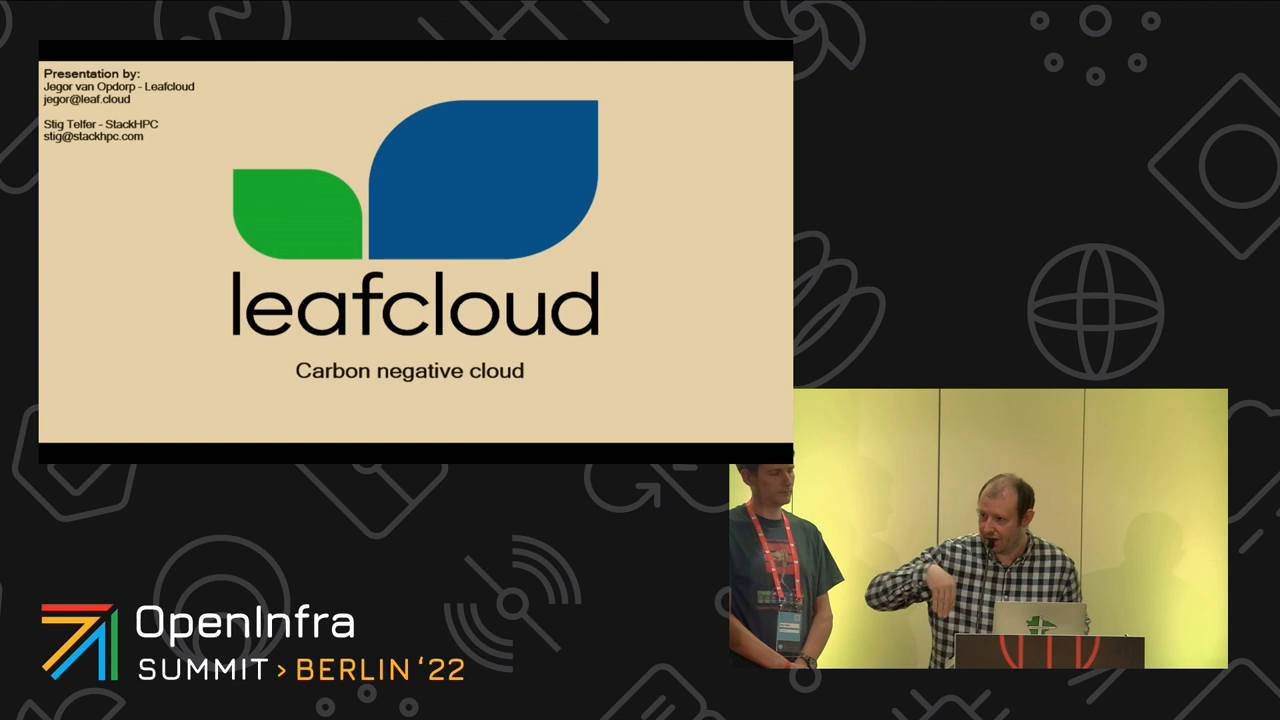 Presentation by:
Jegor van Opdorp - Leafcloud
jegor@leaf.cloud
Stig Telfer - StackHPC
stig@stackhpc.com
leafcloud
Carbon negative cloud
OpenInfra
SUMMIT > BERLIN ‘22